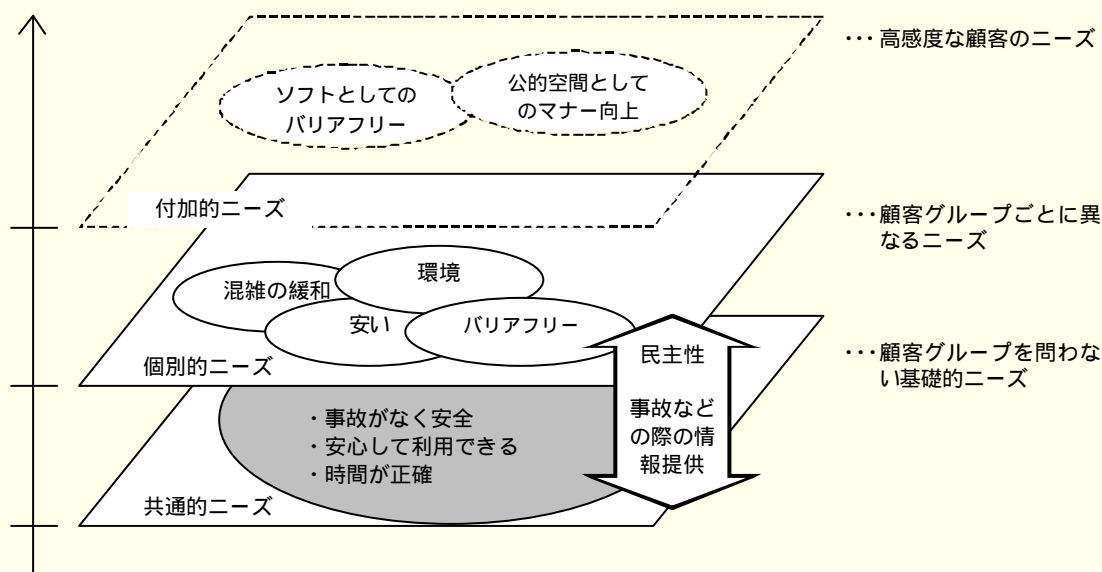 ・・・高感度な顧客のニーズ
ソフトとしての
バリアフリー
公的空間として
のマナー向上
付加的ニーズ
・・・顧客グループごとに異
なるニーズ
混雑の緩和
環境
安い
バリアフリー
個別的ニーズ
・・・顧客グループを問わな
い基礎的ニーズ
民主性
事故など
の際の情
報提供
・事故がなく安全
・安心して利用できる
・時間が正確
共通的ニーズ